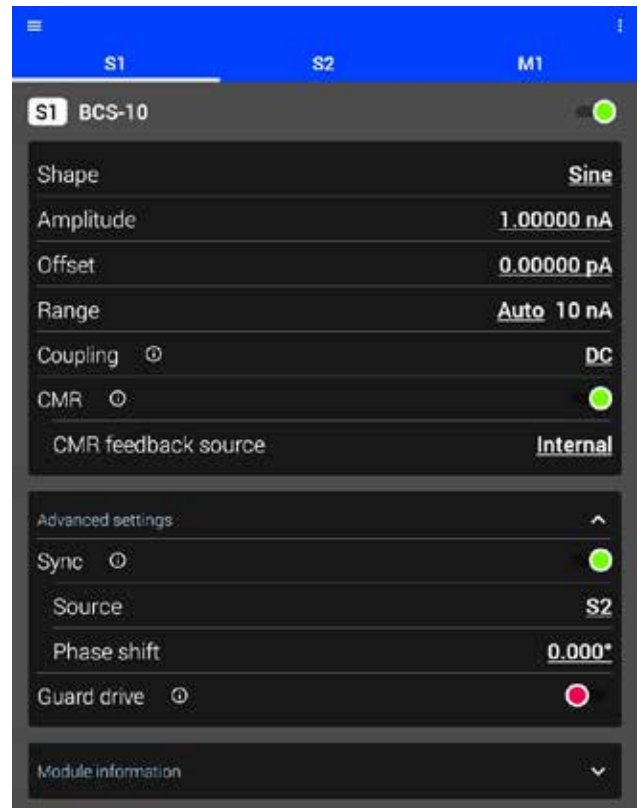 S1 S2 M1
S1 BCS-10
Shape Sine
Amplitude 1.00000 nA
Offset 0.00000 pA
Range Auto 10 nA
Coupling DC
CMR
CMR feedback source Internal
Advanced settings
Sync
Source S2
Phase shift 0.000°
Guard drive
Module information